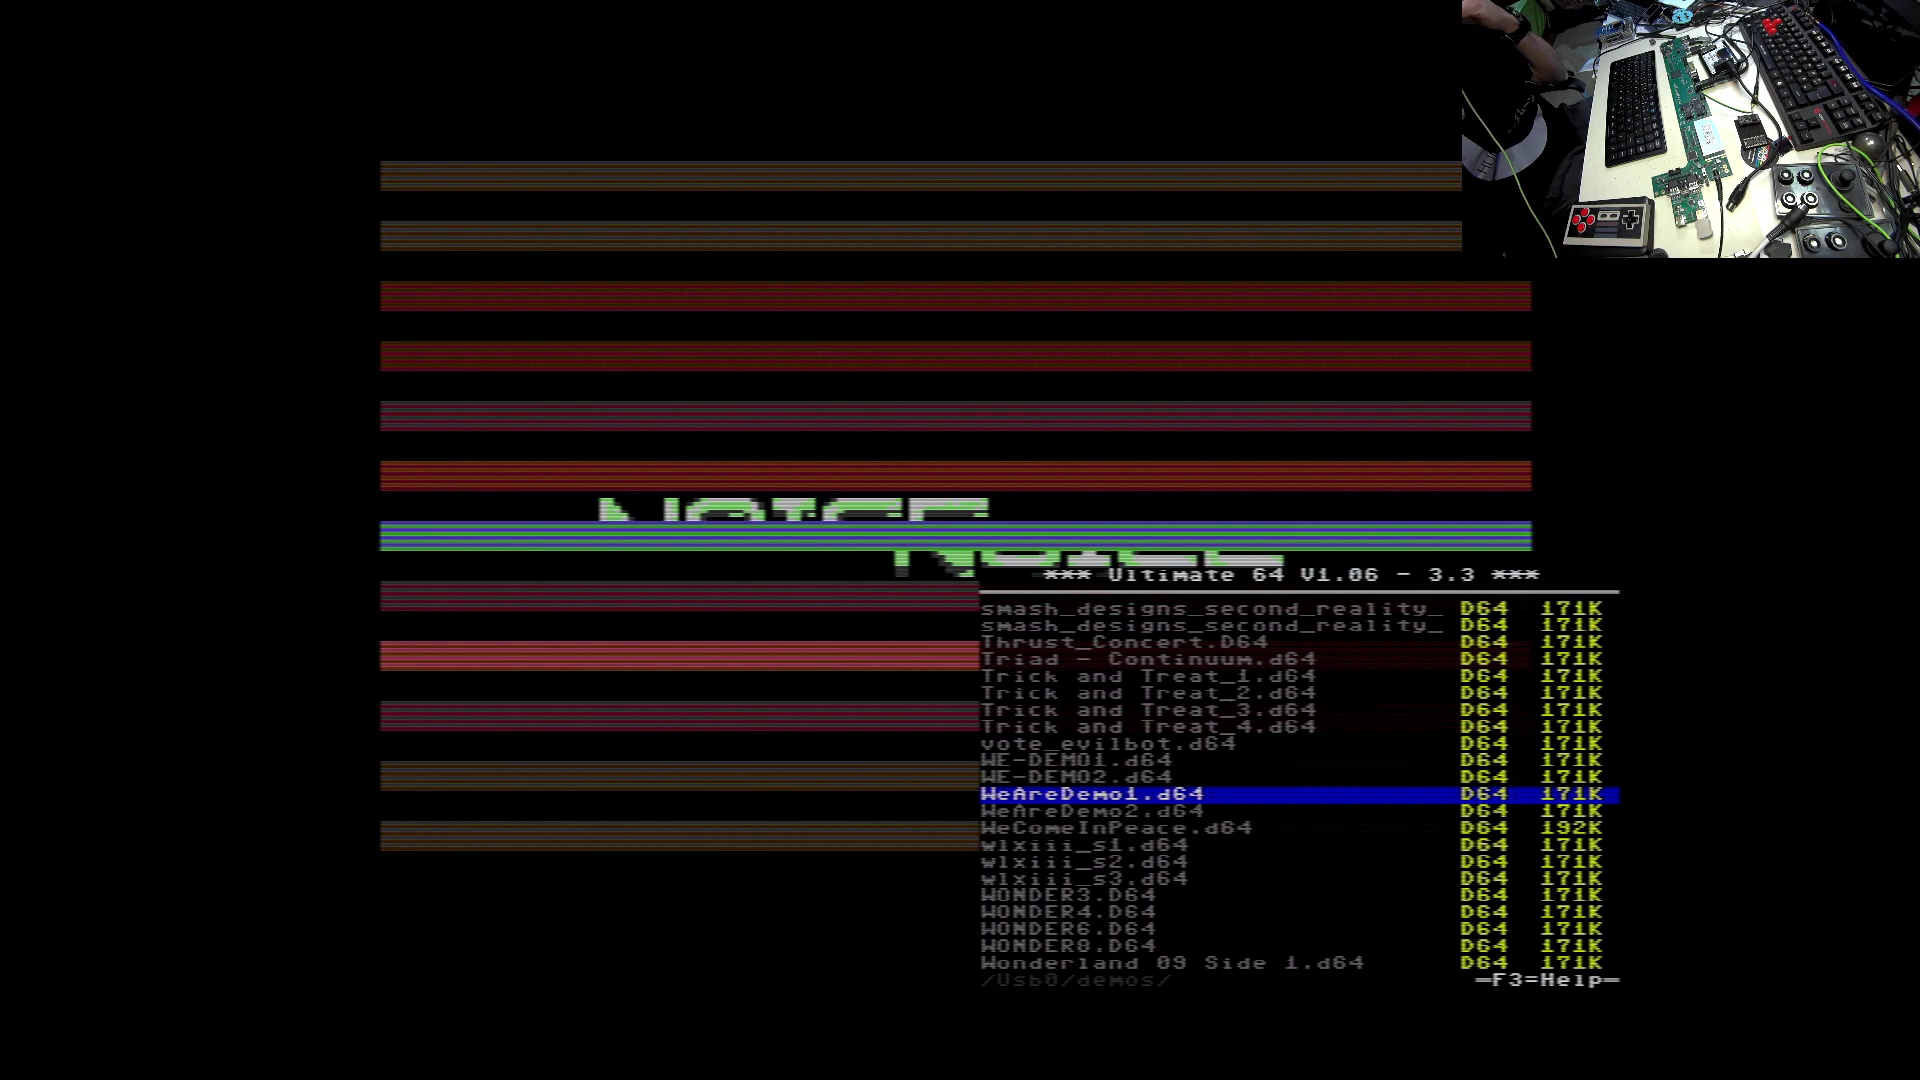 NOISE
NOICE
*** Ultimate 64 V1.06 - 3.3 ***
smash_designs_second_reality_ D64 171K
smash_designs_second_reality_ D64 171K
Thrust_Concert.D64 D64 171K
Triad - Continuum.d64 D64 171K
Trick and Treat_1.d64 D64 171K
Trick and Treat_2.d64 D64 171K
Trick and Treat_3.d64 D64 171K
Trick and Treat_4.d64 D64 171K
vote_evilbot.d64 D64 171K
WE-DEMO1.d64 D64 171K
WE-DEMO2.d64 D64 171K
WeAreDemo1.d64 D64 171K
WeAreDemo2.d64 D64 171K
WeComeInPeace.d64 D64 192K
wlxiii_s1.d64 D64 171K
wlxiii_s2.d64 D64 171K
wlxiii_s3.d64 D64 171K
WONDER3.D64 D64 171K
WONDER4.D64 D64 171K
WONDER6.D64 D64 171K
WONDER8.D64 D64 171K
Wonderland 09 Side 1.d64 D64 171K
/Usb0/demos/ F3=Help